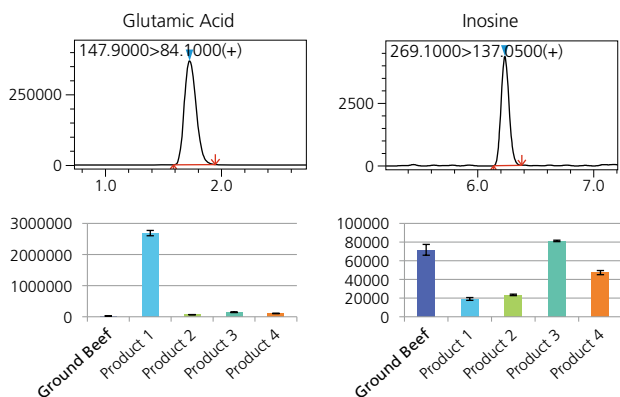 Glutamic Acid
147.9000>84.1000(+)
250000
0
1.0
2.0
Inosine
269.1000>137.0500(+)
2500
0
6.0
7.0
3000000
2000000
1000000
0
Ground Beef
Product 1
Product 2
Product 3
Product 4
100000
80000
60000
40000
20000
0
Ground Beef
Product 1
Product 2
Product 3
Product 4